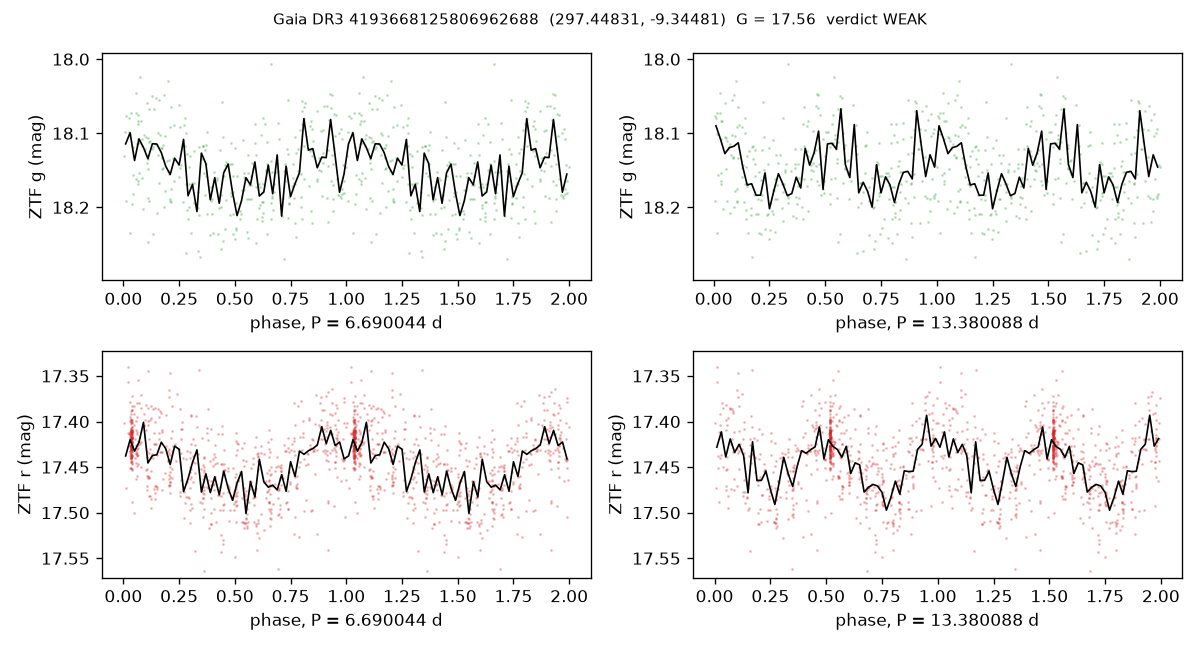 Gaia DR3 4193668125806962688 (297.44831, -9.34481) G = 17.56 verdict WEAK
ZTF g (mag)
18.0
18.1
18.2
0.00 0.25 0.50 0.75 1.00 1.25 1.50 1.75 2.00
phase, P = 6.690044 d
ZTF g (mag)
18.0
18.1
18.2
0.00 0.25 0.50 0.75 1.00 1.25 1.50 1.75 2.00
phase, P = 13.380088 d
ZTF r (mag)
17.35
17.40
17.45
17.50
17.55
0.00 0.25 0.50 0.75 1.00 1.25 1.50 1.75 2.00
phase, P = 6.690044 d
ZTF r (mag)
17.35
17.40
17.45
17.50
17.55
0.00 0.25 0.50 0.75 1.00 1.25 1.50 1.75 2.00
phase, P = 13.380088 d